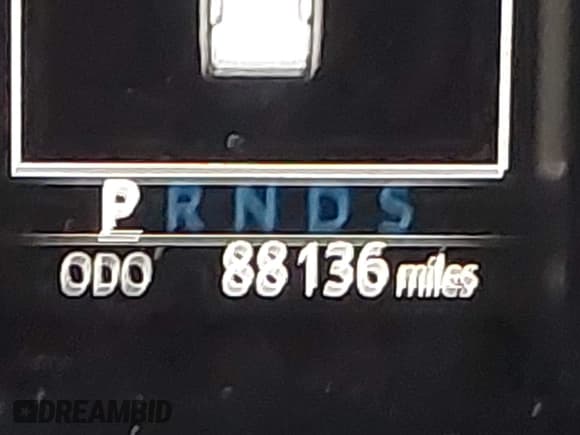 P R N D S
ODO 88136 miles
DREAMBID